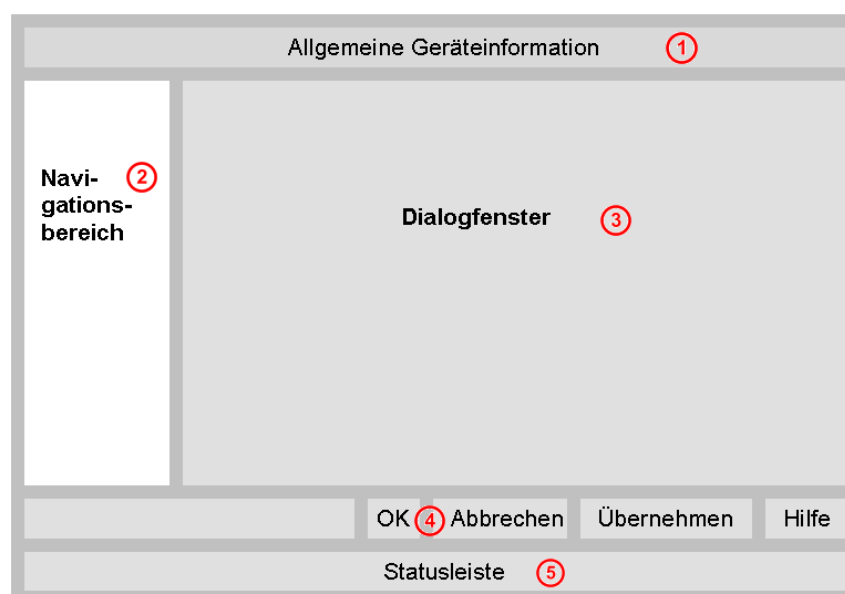 Allgemeine Geräteinformation 1
Navi- 2
gations-
bereich
Dialogfenster 3
OK 4 Abbrechen Übernehmen Hilfe
Statusleiste 5